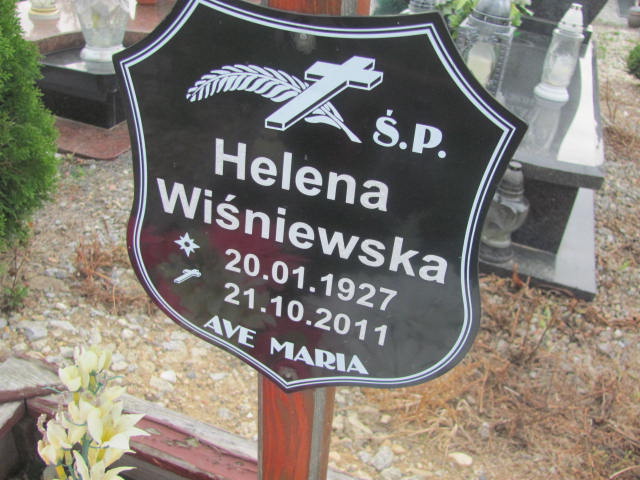 Ś.P.
Helena
Wiśniewska
20.01.1927
21.10.2011
AVE MARIA